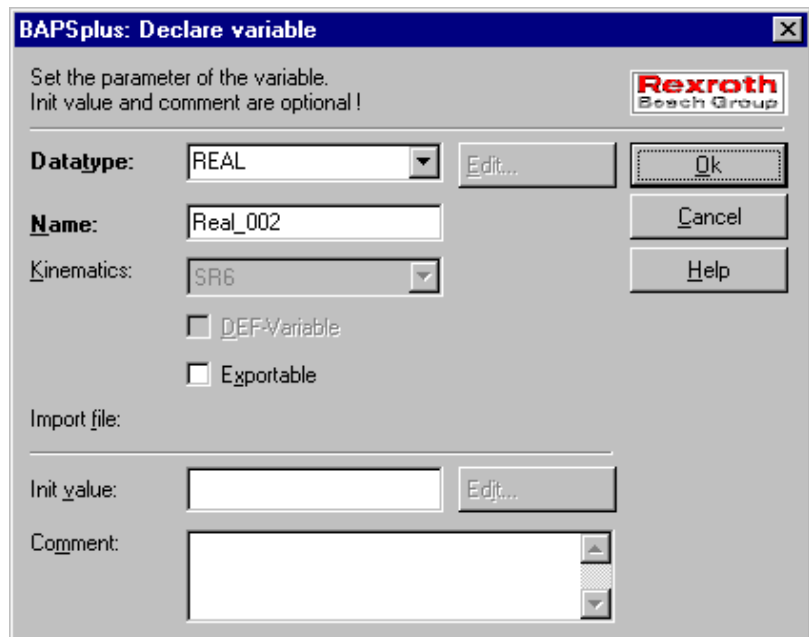 BAPSplus: Declare variable
Set the parameter of the variable.
Init value and comment are optional !
Rexroth
Bosch Group
Datatype: REAL Edit... Ok
Name: Real_002 Cancel
Kinematics: SR6 Help
DEF-Variable
Exportable
Import file:
Init value: Edit...
Comment: